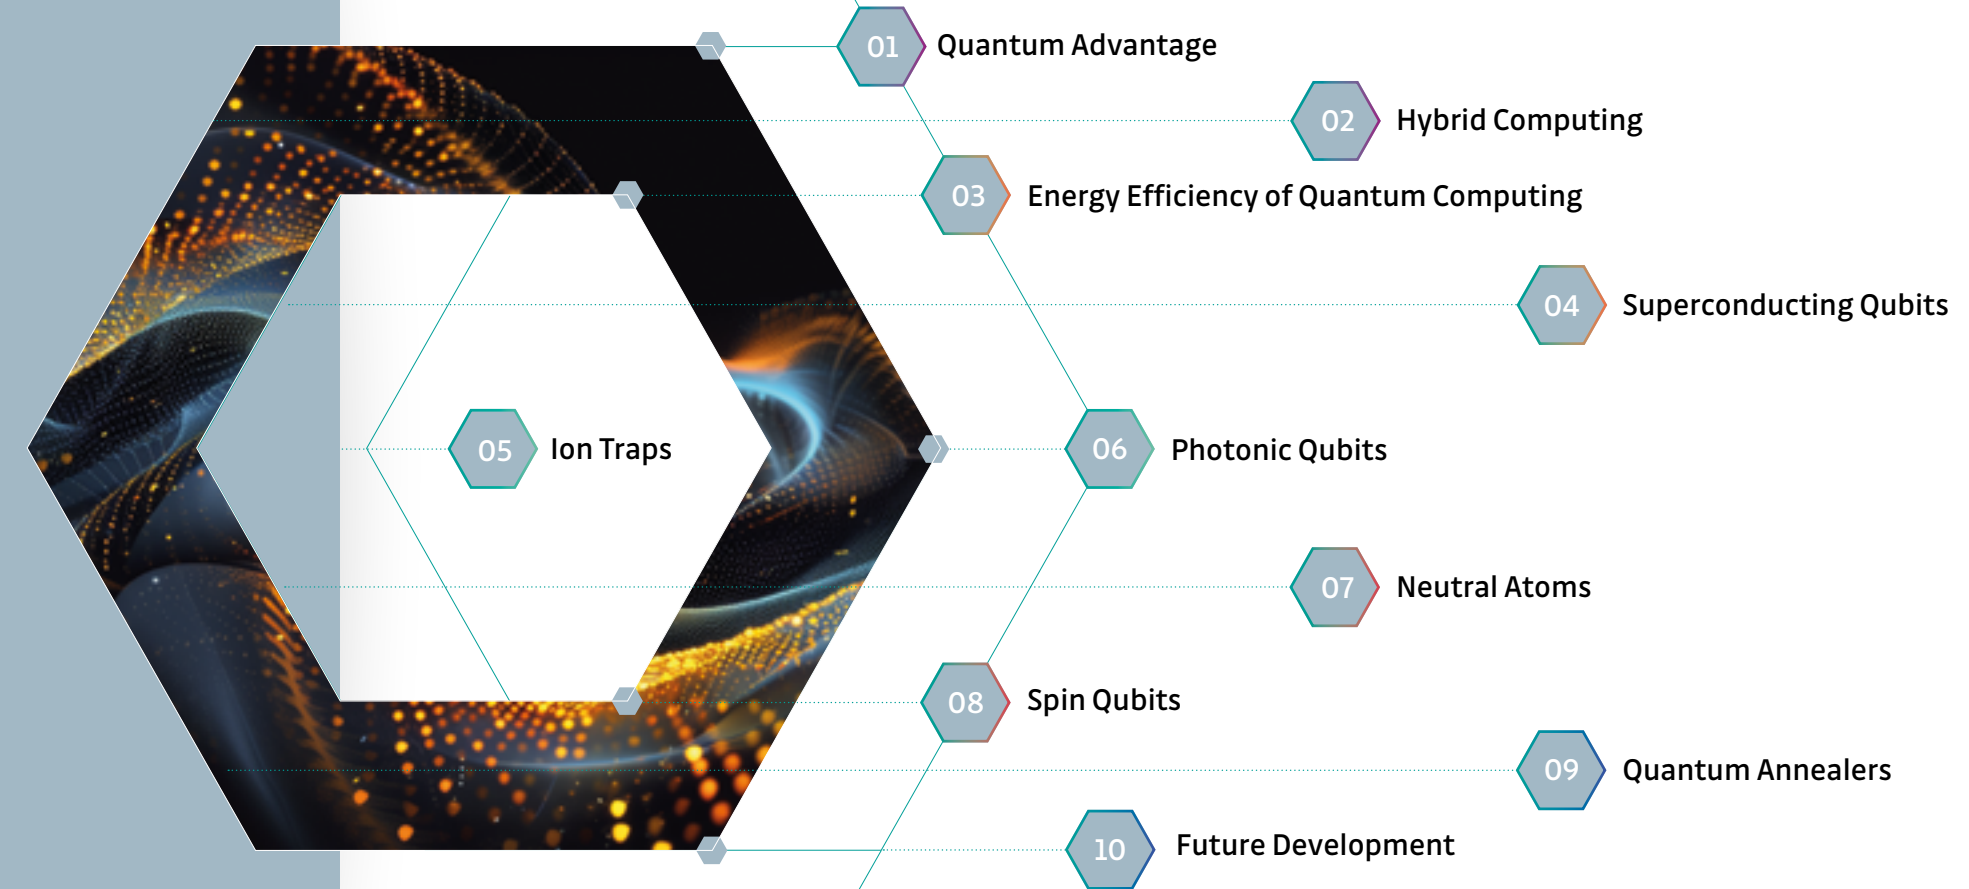 01 Quantum Advantage
02 Hybrid Computing
03 Energy Efficiency of Quantum Computing
04 Superconducting Qubits
05 Ion Traps
06 Photonic Qubits
07 Neutral Atoms
08 Spin Qubits
09 Quantum Annealers
10 Future Development